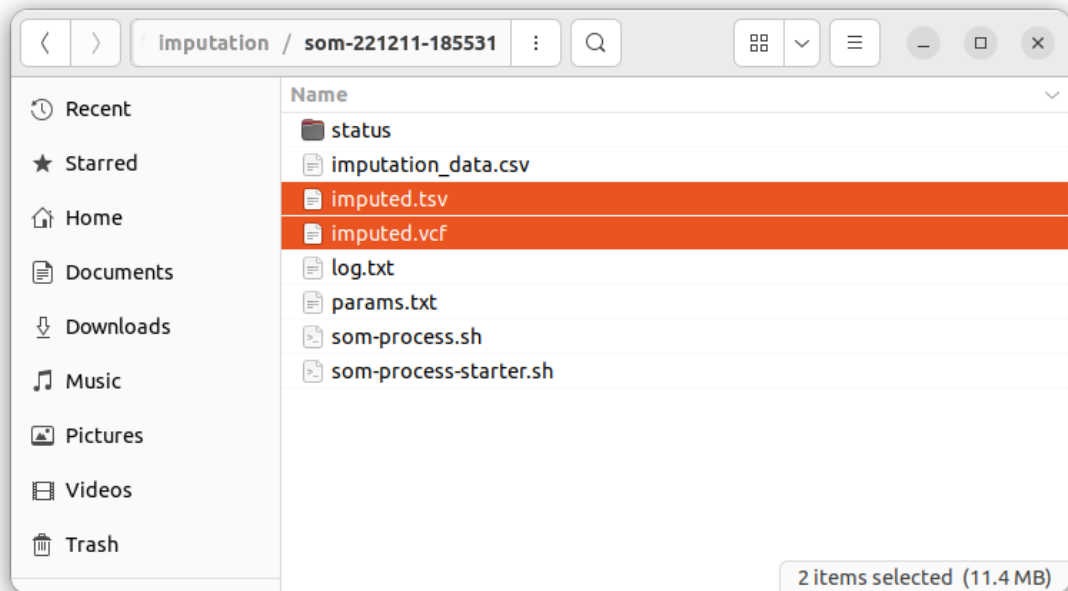 imputation / som-221211-185531
Recent
Starred
Home
Documents
Downloads
Music
Pictures
Videos
Trash
Name
status
imputation_data.csv
imputed.tsv
imputed.vcf
log.txt
params.txt
som-process.sh
som-process-starter.sh
2 items selected (11.4 MB)